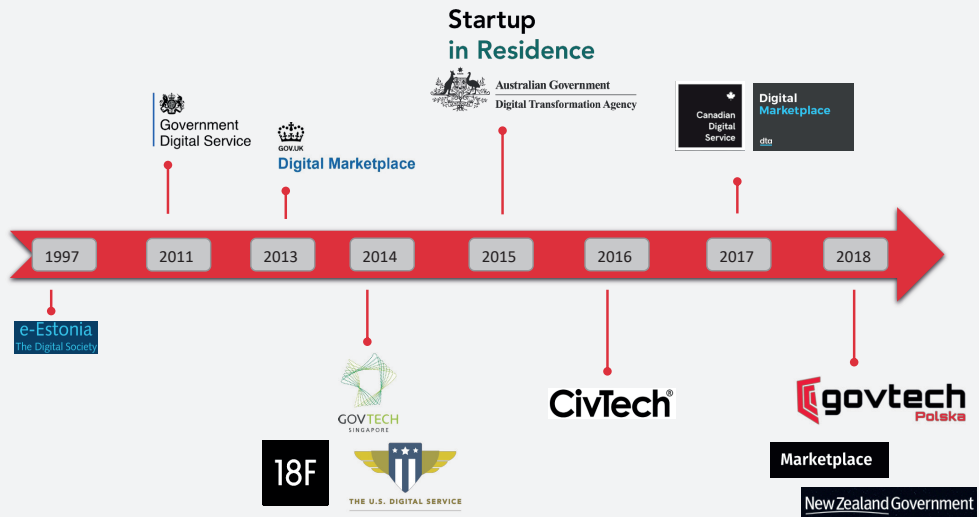 Startup
in Residence
Australian Government
Digital Transformation Agency
Government
Digital Service
GOV.UK
Digital Marketplace
Canadian
Digital
Service
Digital
Marketplace
dta
1997
2011
2013
2014
2015
2016
2017
2018
e-Estonia
The Digital Society
GOVTECH
SINGAPORE
18F
THE U.S. DIGITAL SERVICE
CivTech®
govtech
Polska
Marketplace
New Zealand Government